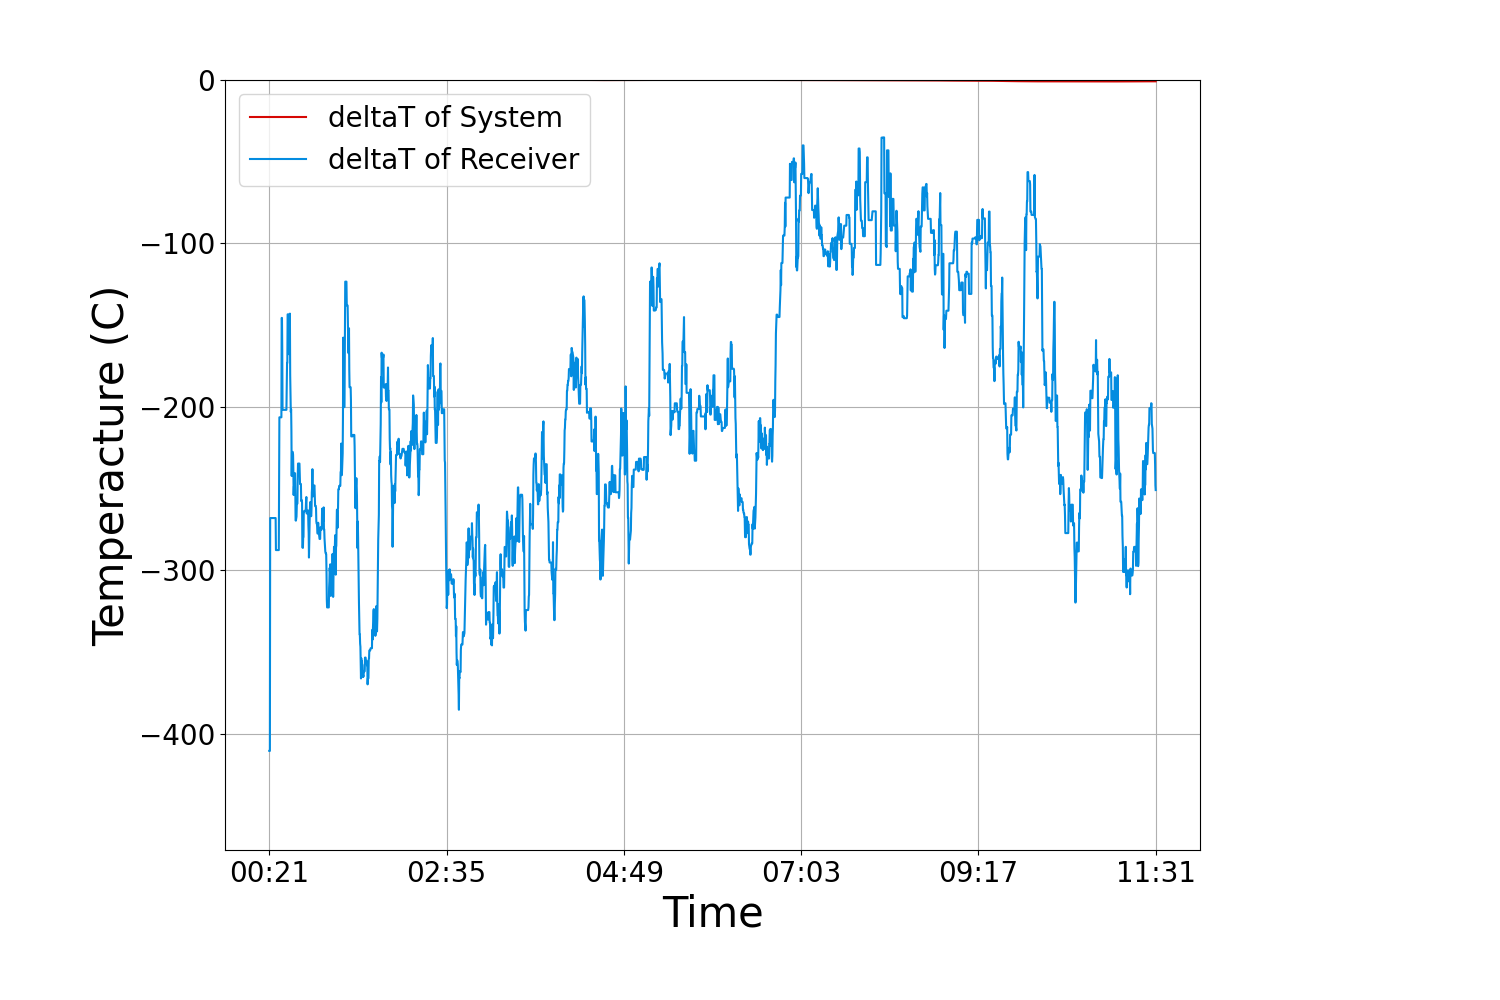 0
−100
−200
−300
−400
Temperacture (C)
deltaT of System
deltaT of Receiver
00:21 02:35 04:49 07:03 09:17 11:31
Time